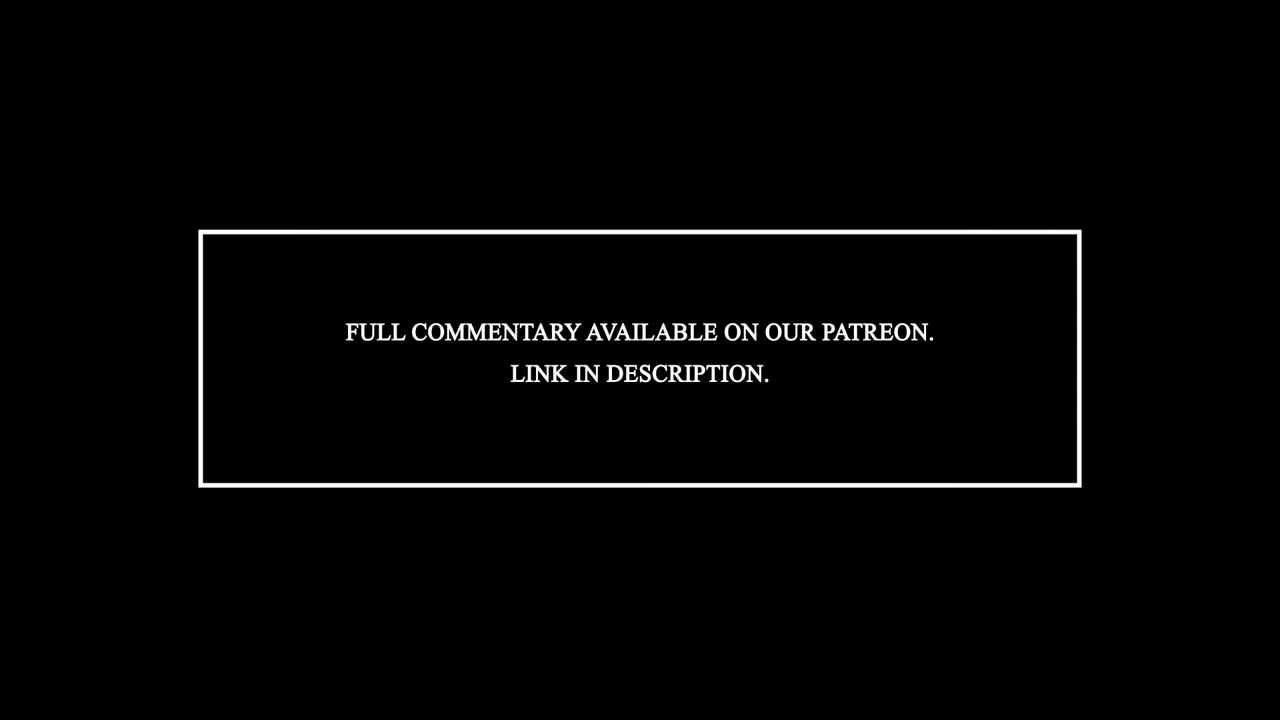 FULL COMMENTARY AVAILABLE ON OUR PATREON.
LINK IN DESCRIPTION.